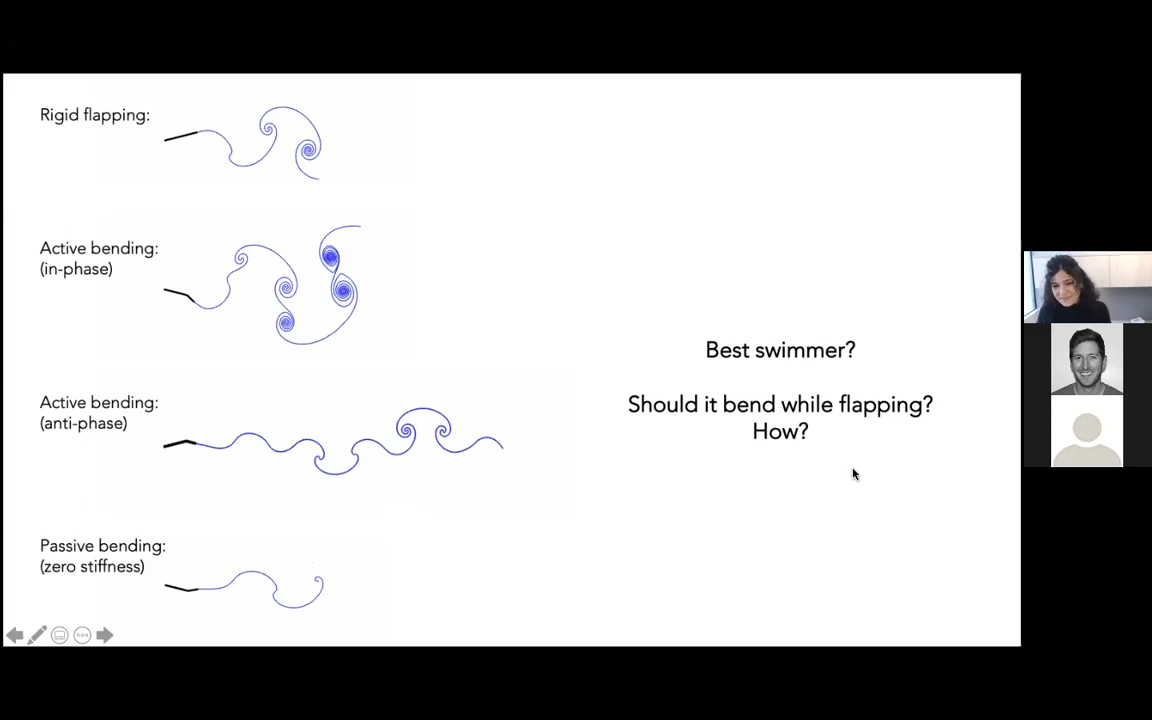 Rigid flapping:
Active bending:
(in-phase)
Best swimmer?
Active bending:
(anti-phase)
Should it bend while flapping?
How?
Passive bending:
(zero stiffness)